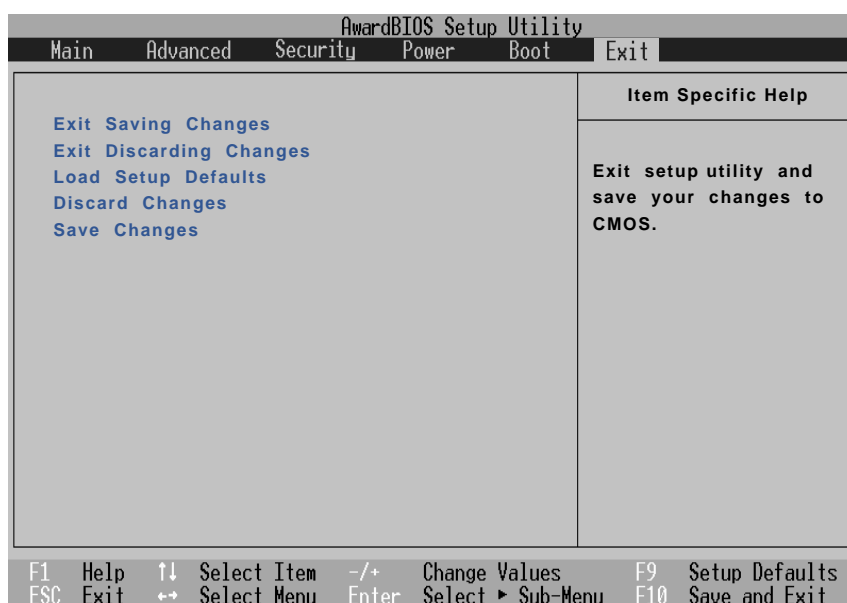 AwardBIOS Setup Utility
Main Advanced Security Power Boot Exit
Item Specific Help
Exit Saving Changes
Exit Discarding Changes
Load Setup Defaults
Discard Changes
Save Changes
Exit setup utility and
save your changes to
CMOS.
F1 Help ↑↓ Select Item -/+ Change Values F9 Setup Defaults
ESC Exit ←→ Select Menu Enter Select ▶ Sub-Menu F10 Save and Exit